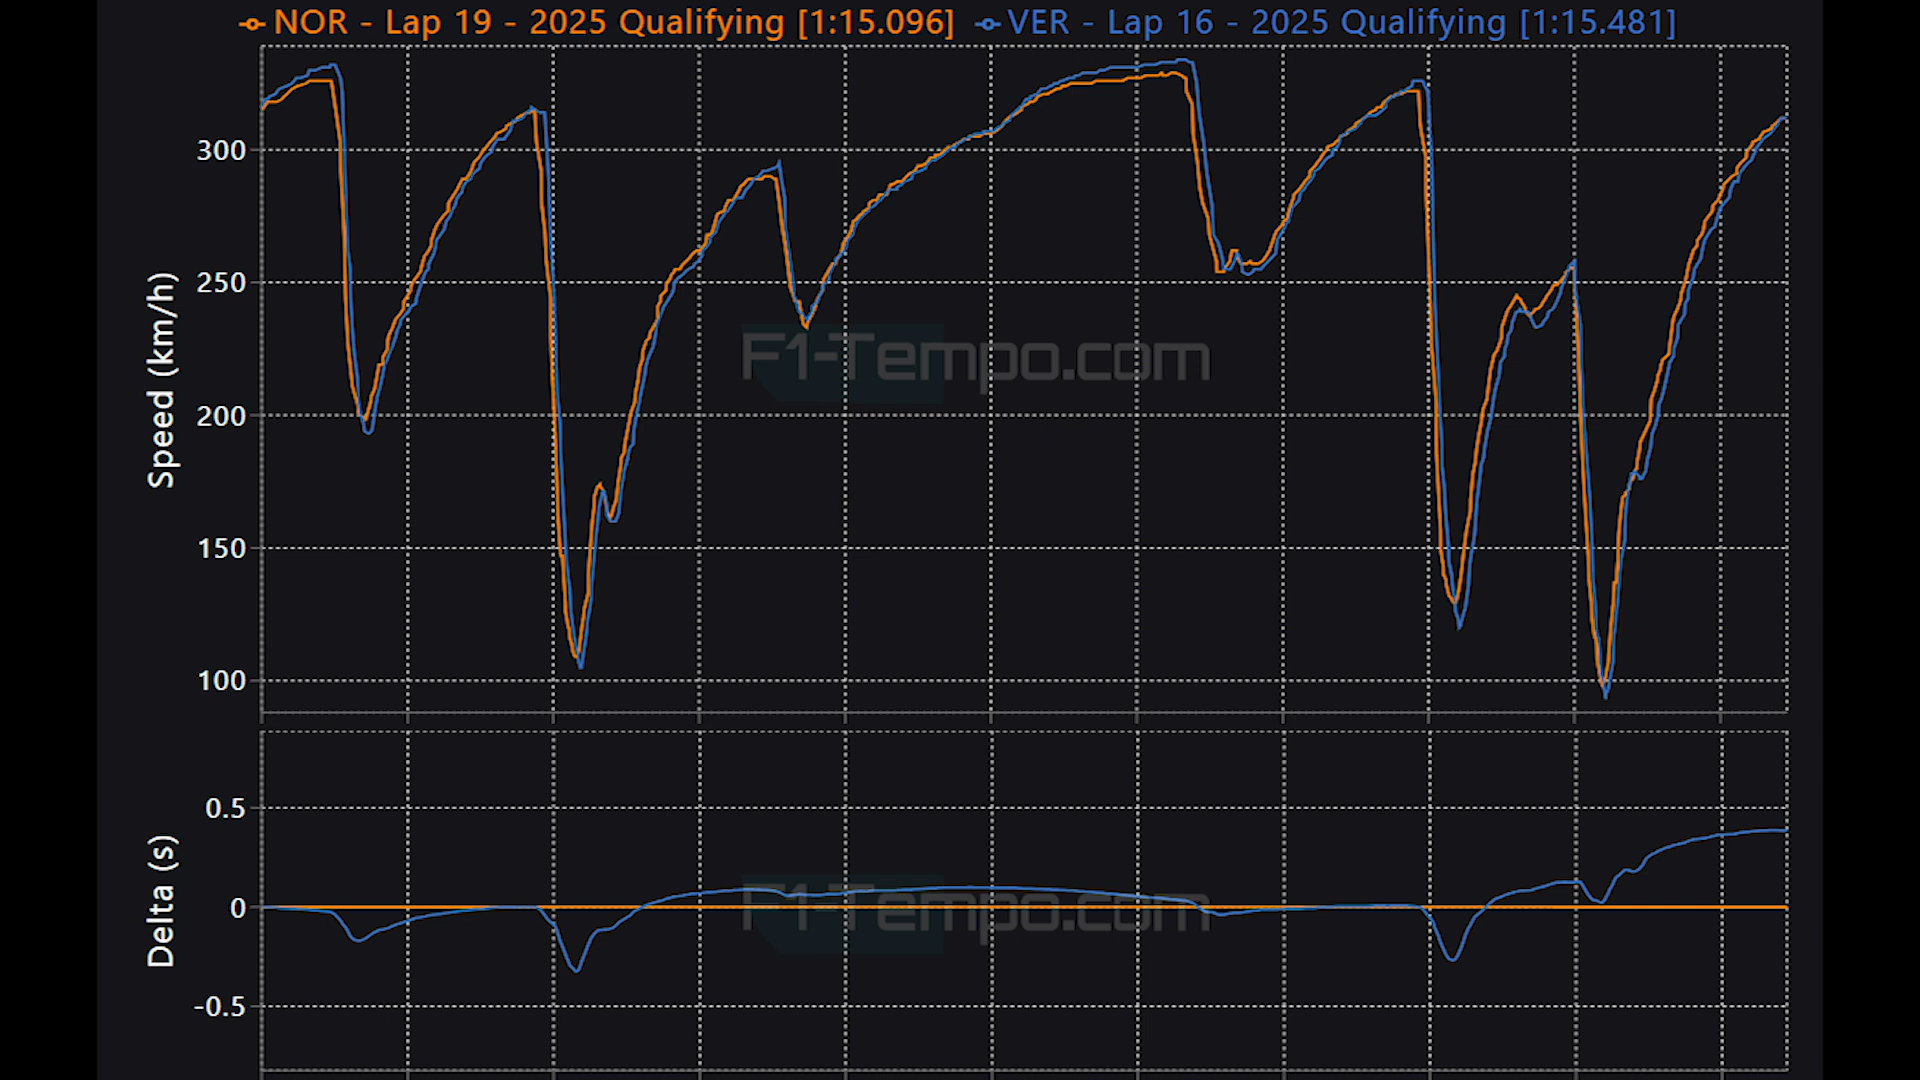 NOR - Lap 19 - 2025 Qualifying [1:15.096] VER - Lap 16 - 2025 Qualifying [1:15.481]
300
250
200
150
100
Speed (km/h)
F1-Tempo.com
0.5
0
-0.5
Delta (s)
F1-Tempo.com